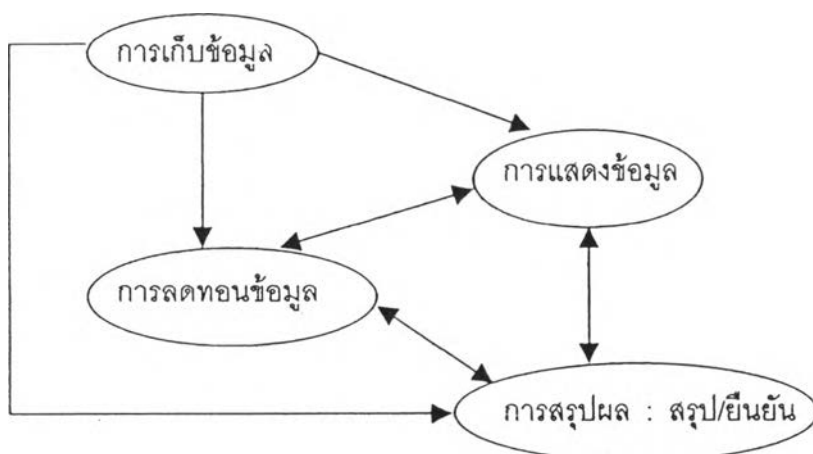 การเก็บข้อมูล
การแสดงข้อมูล
การลดทอนข้อมูล
การสรุปผล : สรุป/ยืนยัน